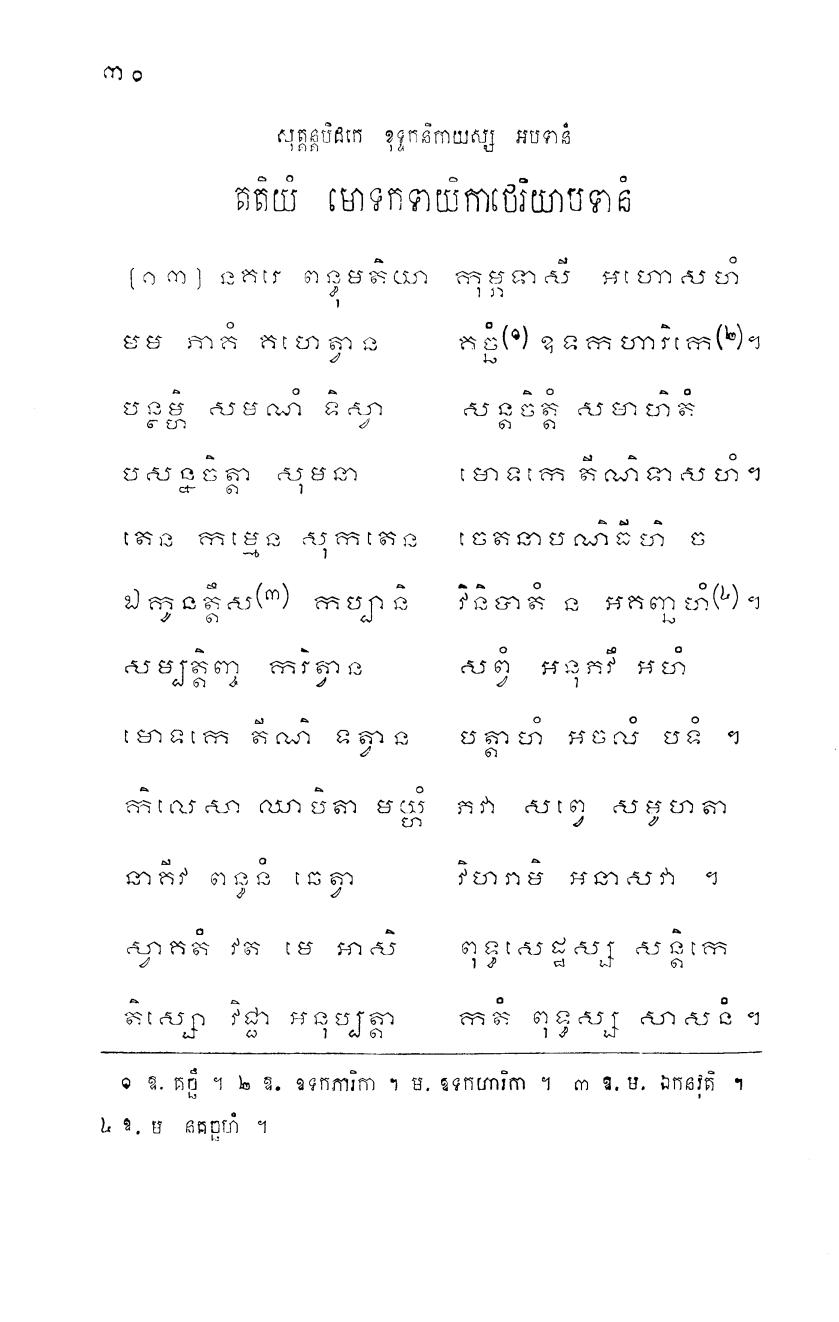 ៣០
សុត្តន្តបិដកេ ខុទ្ទកនិកាយស្ស អបទានំ
តតិយំ មោទកទាយិកាថេរិយាបទានំ
[១៣] នគរេ ពន្ធុមតិយា កុម្ភទាសី អហោសហំ
មម ភាគំ គហេត្វាន គច្ឆំ(១) ឧទកហារិកេ(២)។
បន្ថម្ហិ សមណំ ទិស្វា សន្តចិត្តំ សមាហិតំ
បសន្នចិត្តា សុមនា មោទកេ តីណិទាសហំ។
តេន កម្មេន សុកតេន ចេតនាបណិធីហិ ច
ឯកូនត្តឹស(៣) កប្បានិ វិនិបាតំ ន អគញ្ឆហំ(៤)។
សម្បត្តិញ្ច ករិត្វាន សព្វំ អនុភវឹ អហំ
មោទកេ តីណិ ទត្វាន បត្តាហំ អចលំ បទំ ។
កិលេសា ឈាបិតា មយ្ហំ ភវា សព្វេ សមូហតា
នាគីវ ពន្ធនំ ឆេត្វា វិហរាមិ អនាសវា ។
ស្វាគតំ វត មេ អាសិ ពុទ្ធសេដ្ឋស្ស សន្តិកេ
តិស្សោ វិជ្ជា អនុប្បត្តា កតំ ពុទ្ធស្ស សាសនំ ។
១ ឱ. គច្ឆឹ ។ ២ ឱ. ឧទកភារិកា ។ ម. ឧទកហារិកា ។ ៣ ឱ. ម. ឯកនវុតិ ។
៤ ឱ. ម នគច្ឆហំ ។